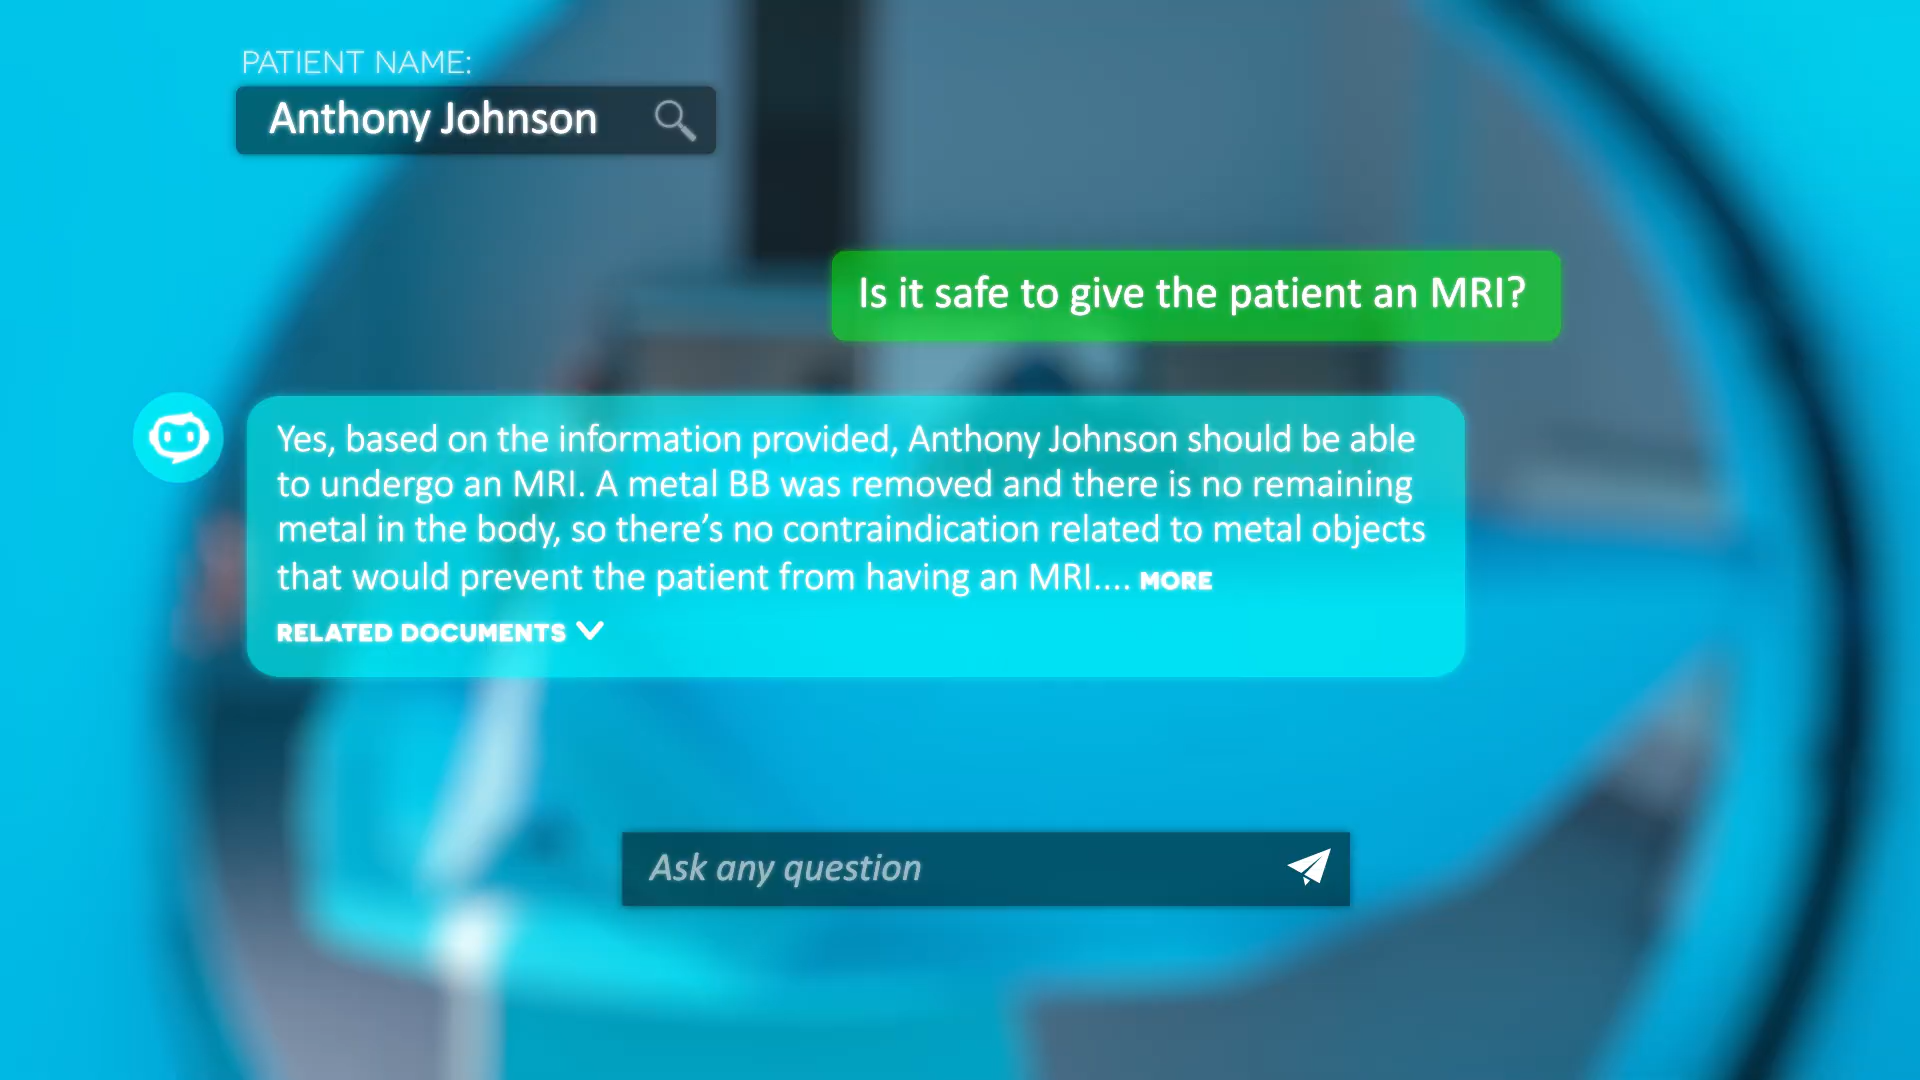 PATIENT NAME:
Anthony Johnson
Is it safe to give the patient an MRI?
Yes, based on the information provided, Anthony Johnson should be able
to undergo an MRI. A metal BB was removed and there is no remaining
metal in the body, so there’s no contraindication related to metal objects
that would prevent the patient from having an MRI.... MORE
RELATED DOCUMENTS
Ask any question